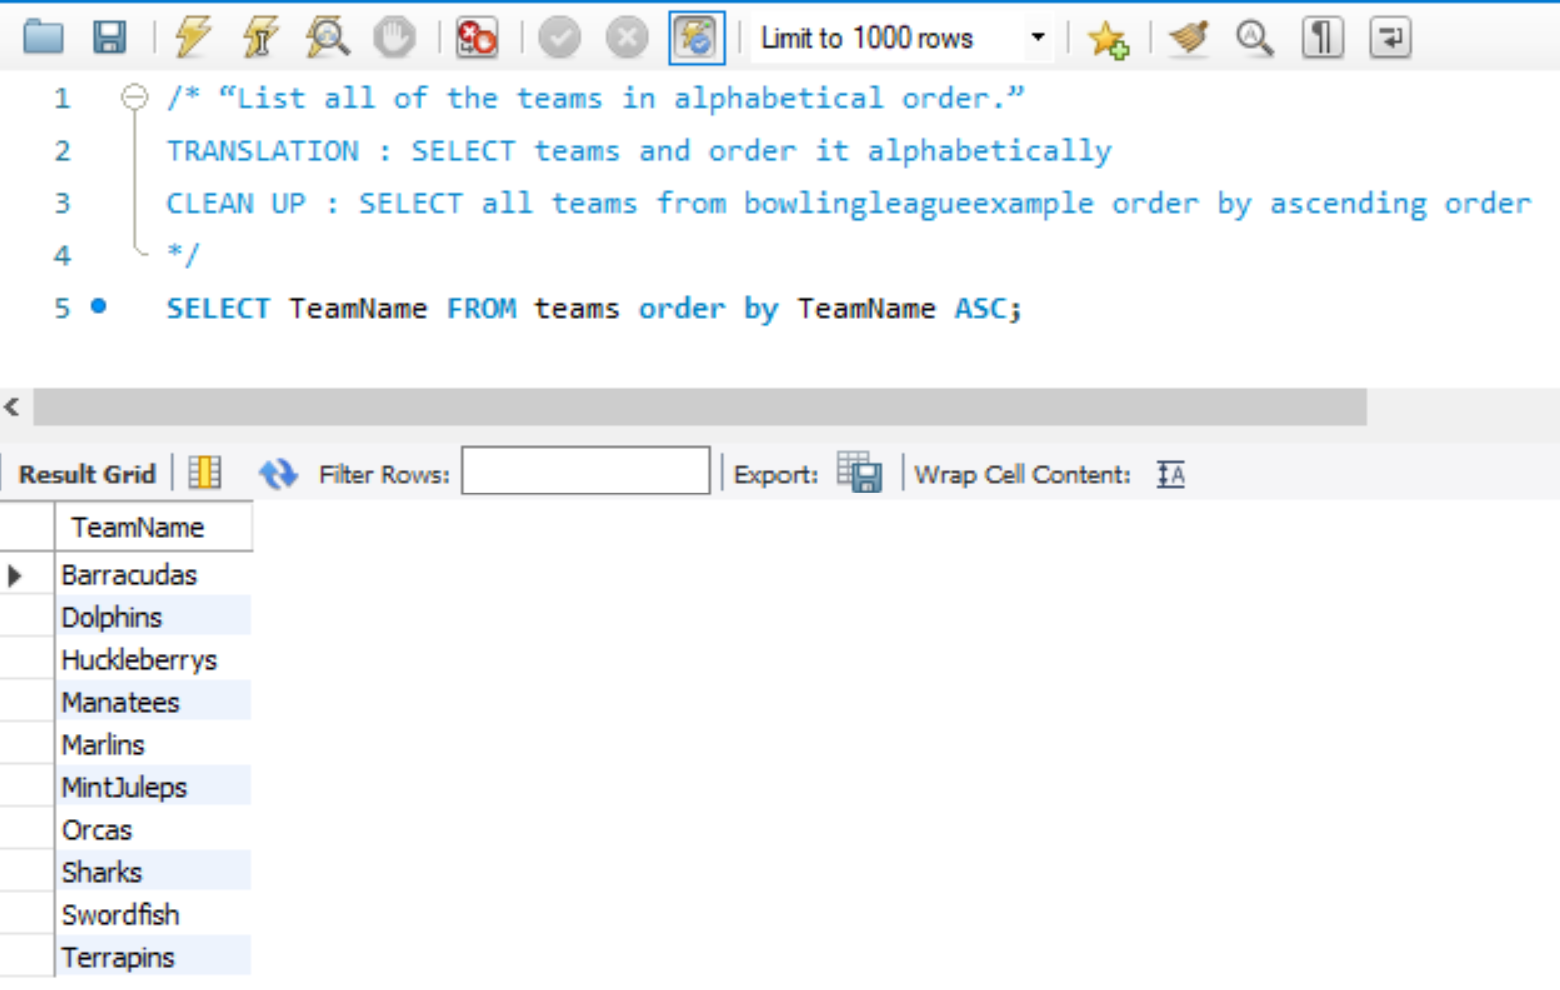 Limit to 1000 rows
1 /* “List all of the teams in alphabetical order.”
2 TRANSLATION : SELECT teams and order it alphabetically
3 CLEAN UP : SELECT all teams from bowlingleagueexample order by ascending order
4 */
5 SELECT TeamName FROM teams order by TeamName ASC;
Result Grid Filter Rows: Export: Wrap Cell Content:
TeamName
Barracudas
Dolphins
Huckleberrys
Manatees
Marlins
MintJuleps
Orcas
Sharks
Swordfish
Terrapins